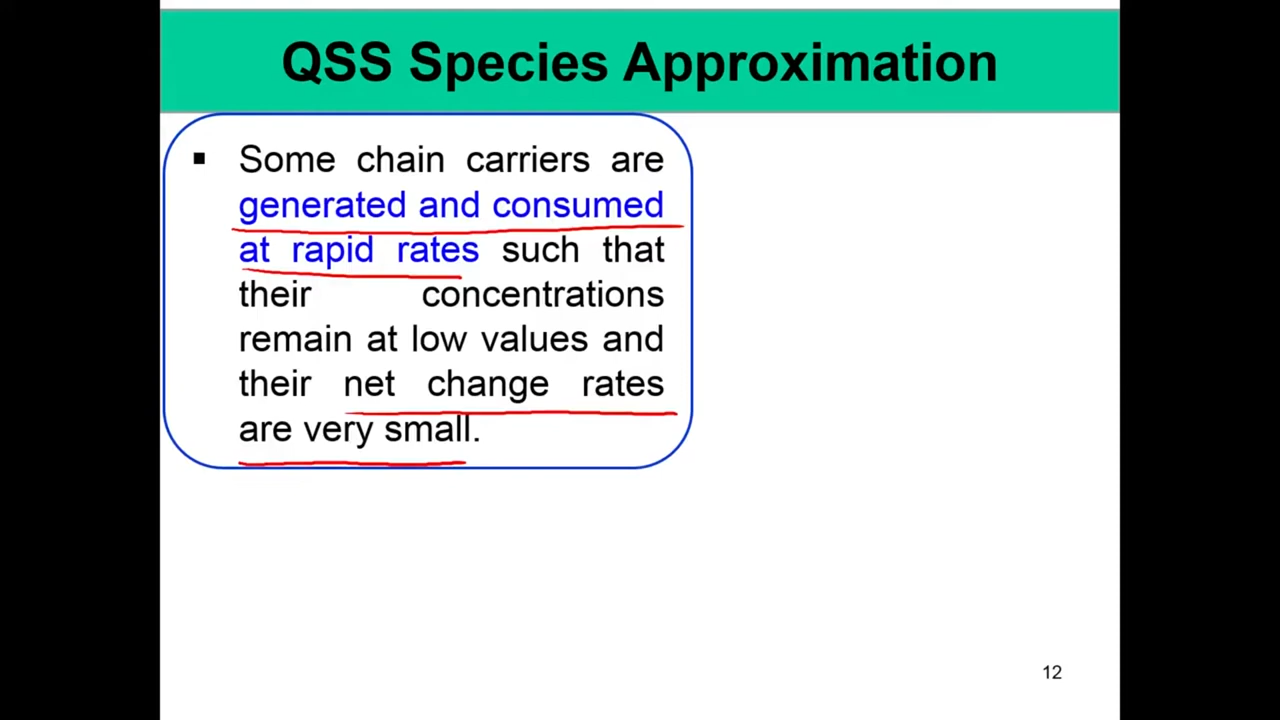 QSS Species Approximation
▪ Some chain carriers are
generated and consumed
at rapid rates such that
their concentrations
remain at low values and
their net change rates
are very small.
12